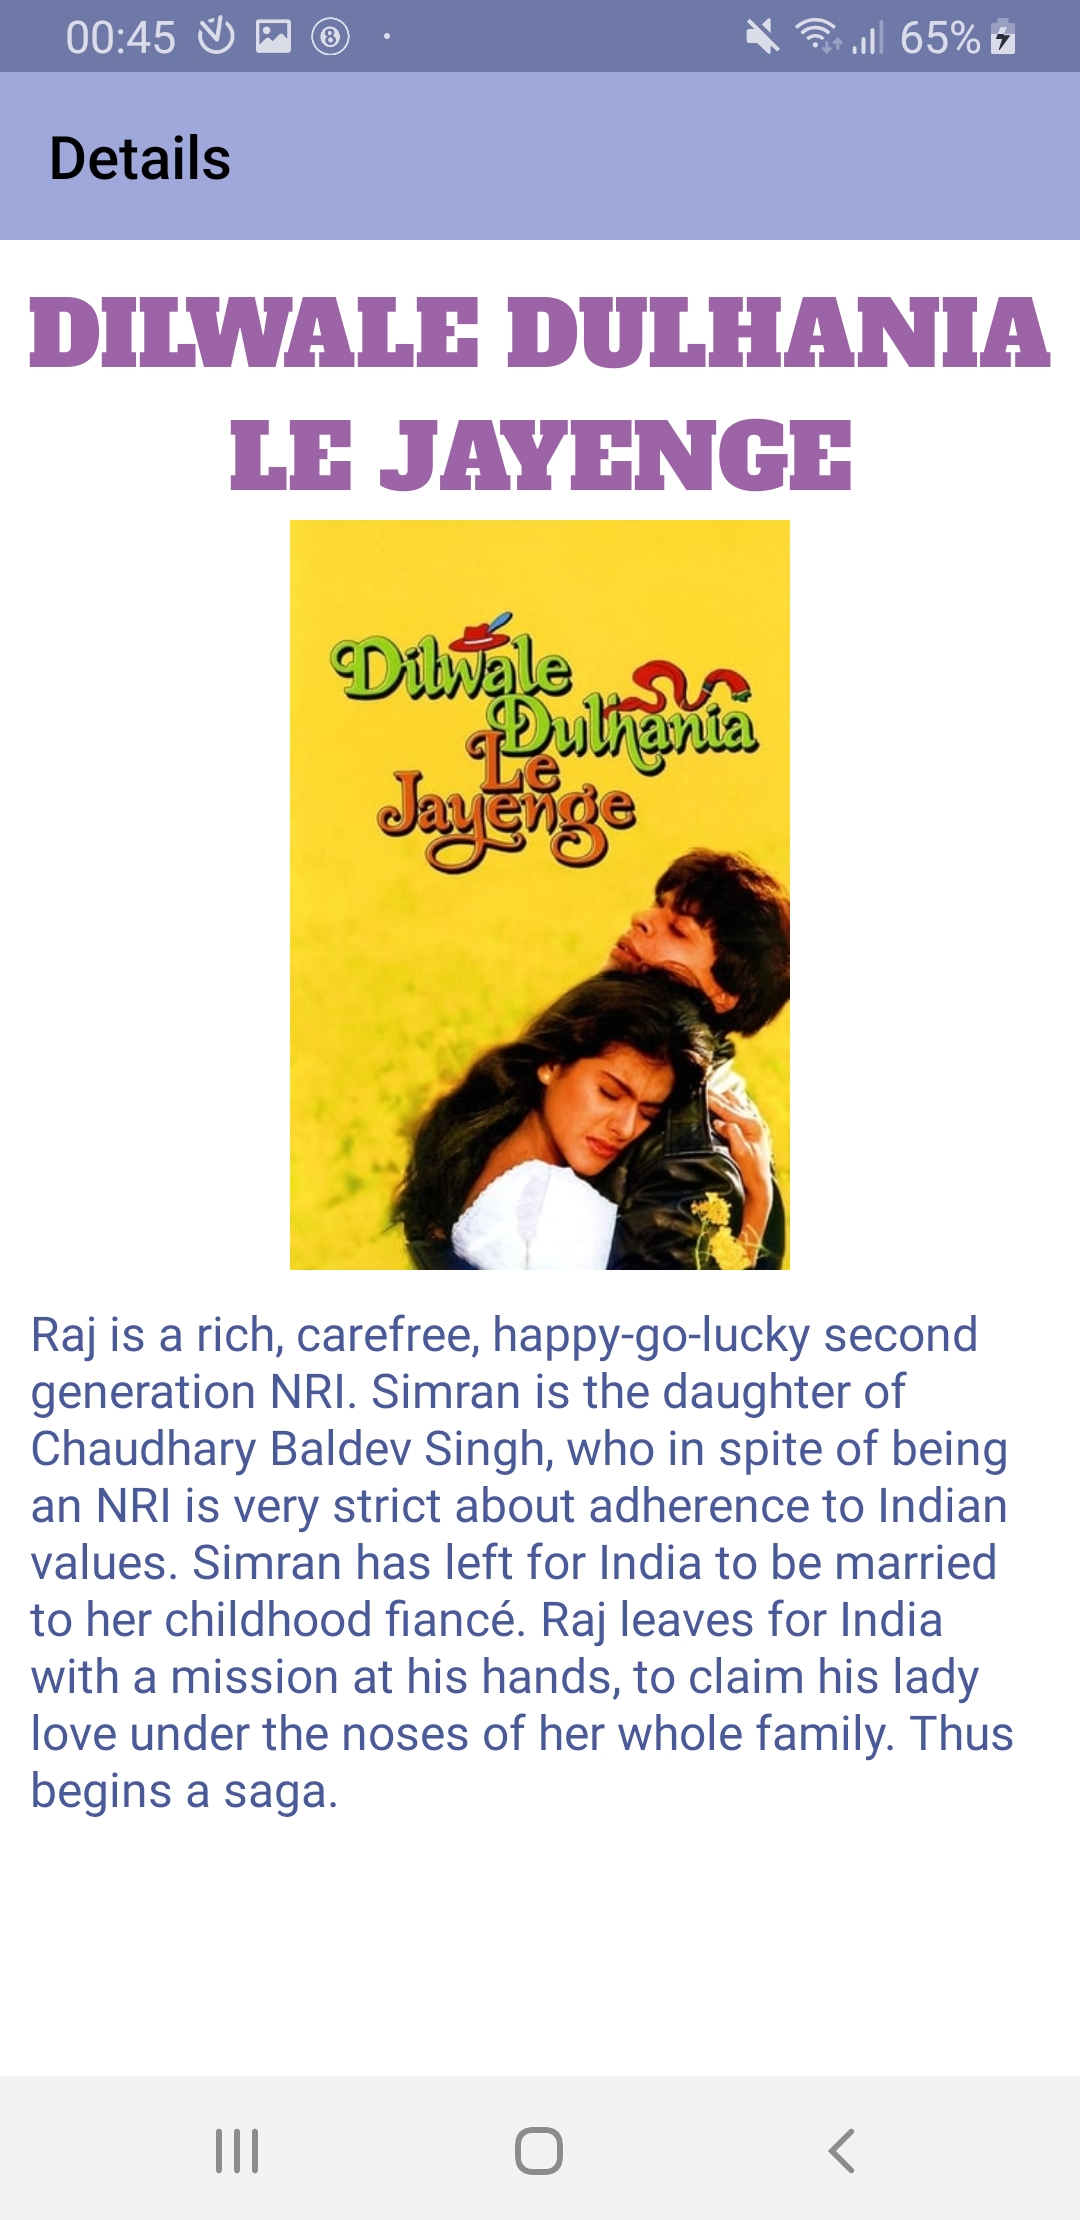 00:45
65%
Details
DILWALE DULHANIA
LE JAYENGE
Dilwale
Dulhania
Le
Jayenge
Raj is a rich, carefree, happy-go-lucky second
generation NRI. Simran is the daughter of
Chaudhary Baldev Singh, who in spite of being
an NRI is very strict about adherence to Indian
values. Simran has left for India to be married
to her childhood fiancé. Raj leaves for India
with a mission at his hands, to claim his lady
love under the noses of her whole family. Thus
begins a saga.